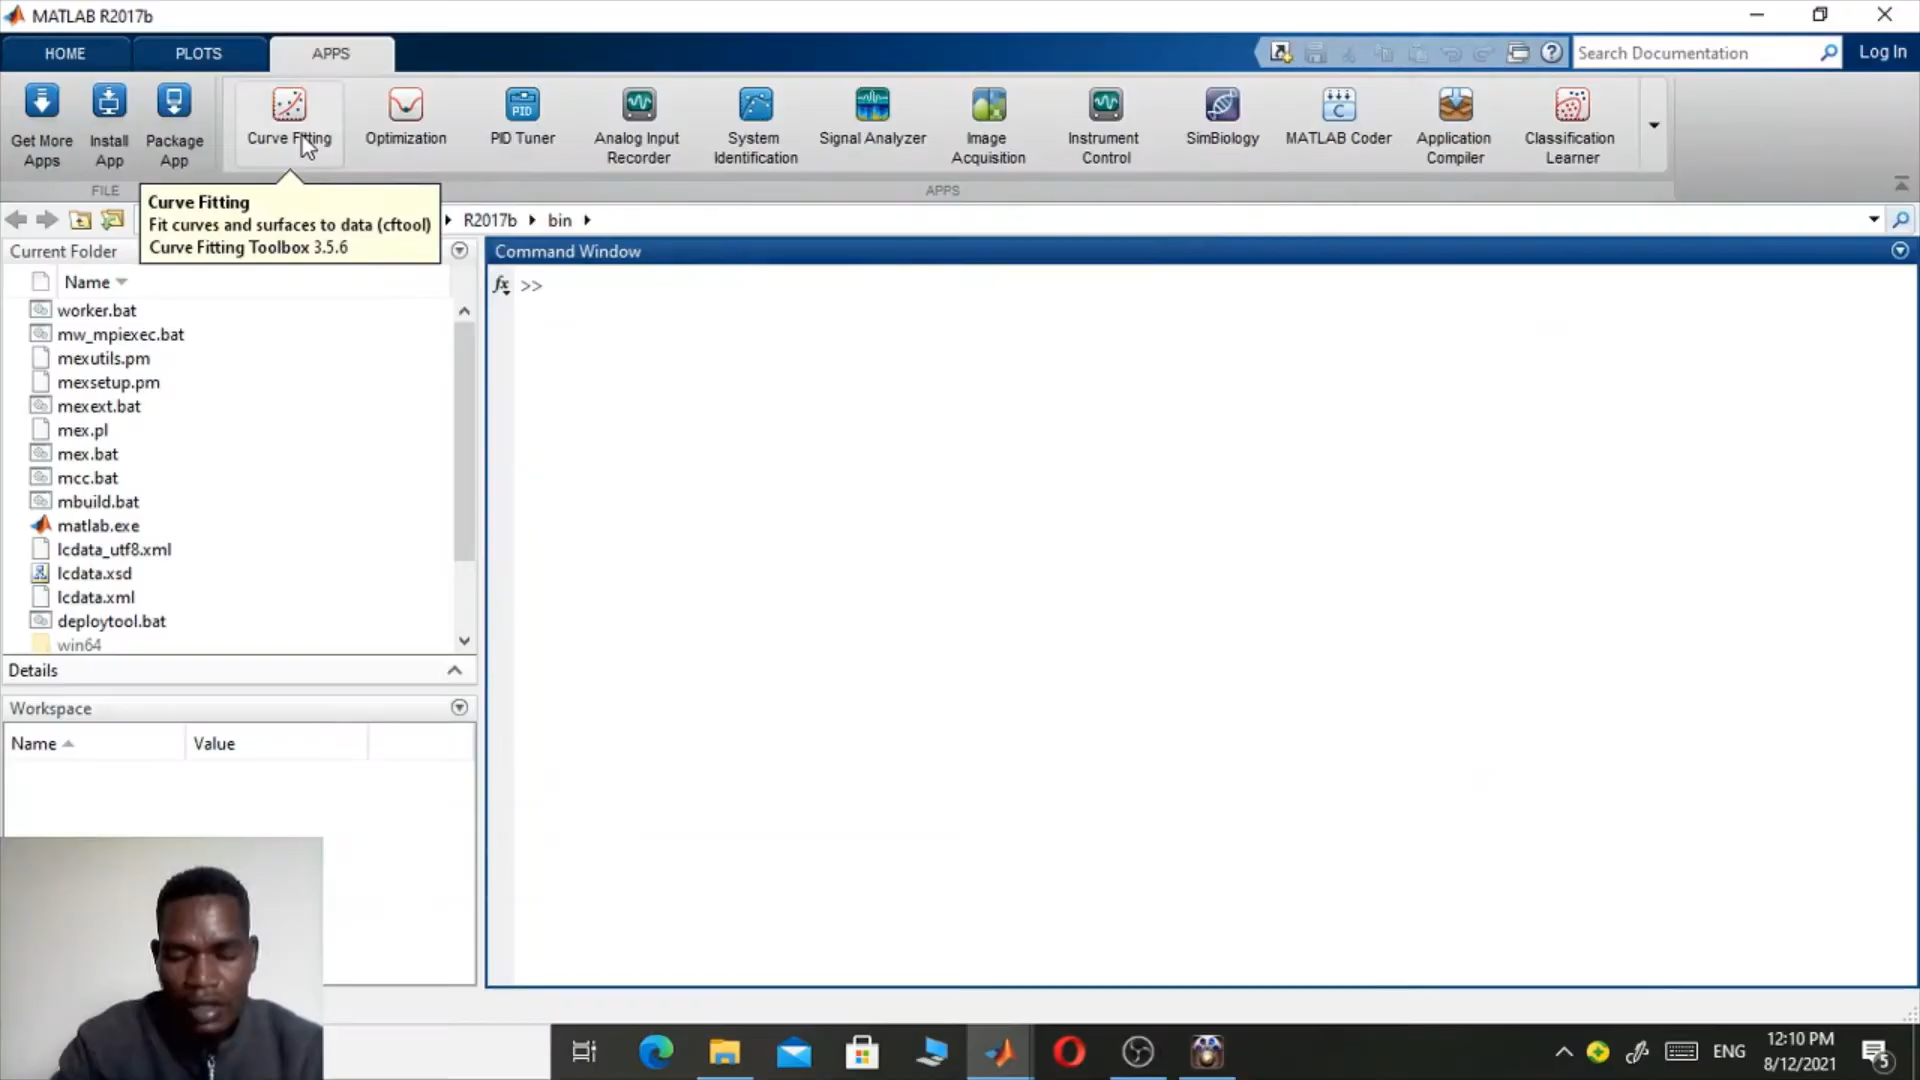 MATLAB R2017b
HOME
PLOTS
APPS
Search Documentation
Log In
Get More
Apps
Install
App
Package
App
Curve Fitting
Optimization
PID
PID Tuner
Analog Input
Recorder
System
Identification
Signal Analyzer
Image
Acquisition
Instrument
Control
SimBiology
C
MATLAB Coder
Application
Compiler
Classification
Learner
FILE
APPS
Curve Fitting
Fit curves and surfaces to data (cftool)
Curve Fitting Toolbox 3.5.6
R2017b
bin
Current Folder
Name
worker.bat
mw_mpiexec.bat
mexutils.pm
mexsetup.pm
mexext.bat
mex.pl
mex.bat
mcc.bat
mbuild.bat
matlab.exe
lcdata_utf8.xml
lcdata.xsd
lcdata.xml
deploytool.bat
win64
Details
Workspace
Name
Value
Command Window
fx >>
ENG
12:10 PM
8/12/2021
5